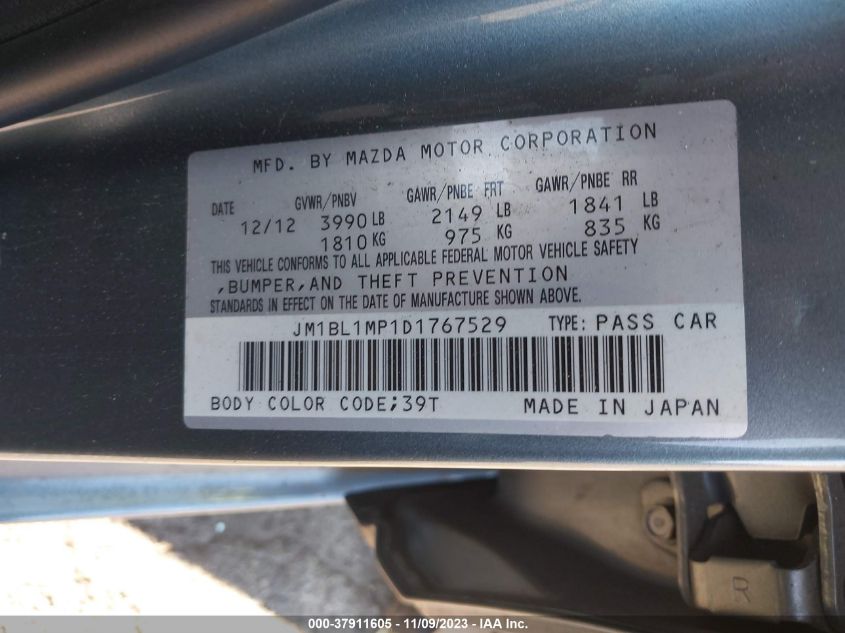 MFD. BY MAZDA MOTOR CORPORATION
DATE GVWR/PNBV GAWR/PNBE FRT GAWR/PNBE RR
12/12 3990 LB 2149 LB 1841 LB
1810 KG 975 KG 835 KG
THIS VEHICLE CONFORMS TO ALL APPLICABLE FEDERAL MOTOR VEHICLE SAFETY
,BUMPER,AND THEFT PREVENTION
STANDARDS IN EFFECT ON THE DATE OF MANUFACTURE SHOWN ABOVE.
JM1BL1MP1D1767529 TYPE: PASS CAR
BODY COLOR CODE;39T MADE IN JAPAN
R
000-37911605 - 11/09/2023 - IAA Inc.